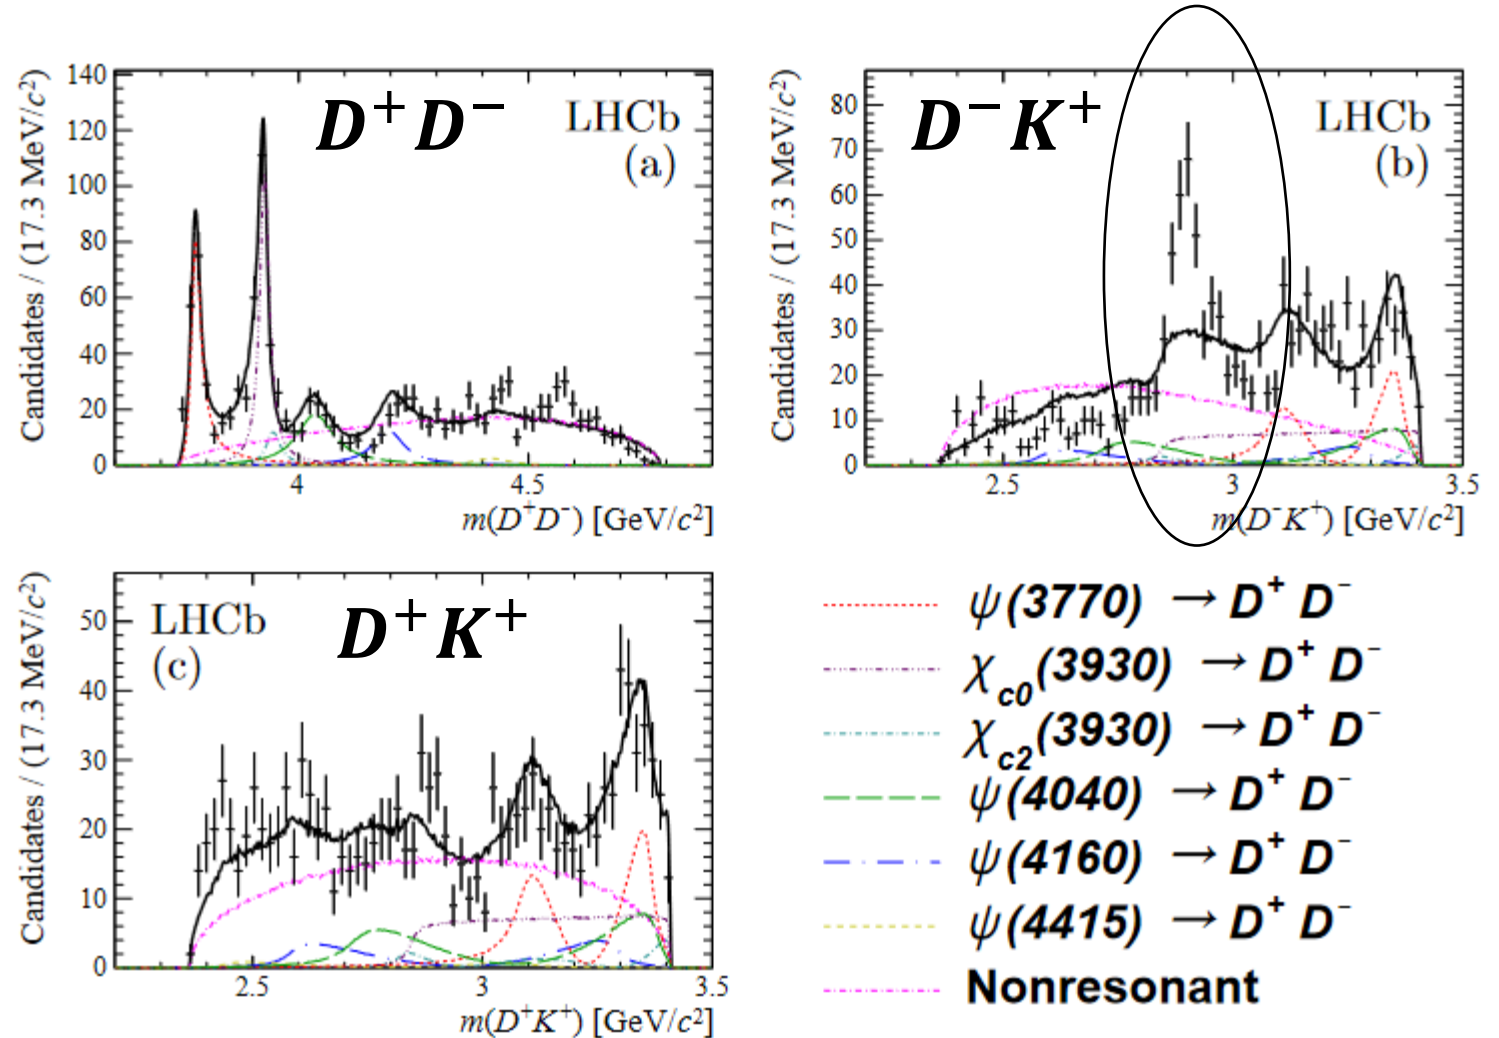 D⁺D⁻
LHCb
(a)
Candidates / (17.3 MeV/c²)
140
120
100
80
60
40
20
0
4
4.5
m(D⁺D⁻) [GeV/c²]
D⁻K⁺
LHCb
(b)
Candidates / (17.3 MeV/c²)
80
70
60
50
40
30
20
10
0
2.5
3
3.5
m(D⁻K⁺) [GeV/c²]
LHCb
(c)
D⁺K⁺
Candidates / (17.3 MeV/c²)
50
40
30
20
10
0
2.5
3
3.5
m(D⁺K⁺) [GeV/c²]
ψ(3770) → D⁺ D⁻
χc0(3930) → D⁺ D⁻
χc2(3930) → D⁺ D⁻
ψ(4040) → D⁺ D⁻
ψ(4160) → D⁺ D⁻
ψ(4415) → D⁺ D⁻
Nonresonant